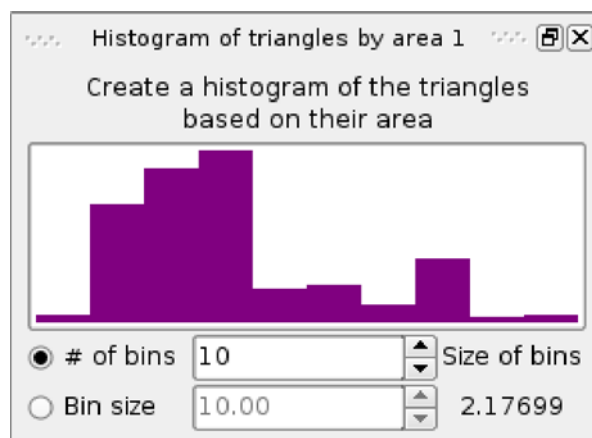 Histogram of triangles by area 1
Create a histogram of the triangles
based on their area
# of bins 10 Size of bins
Bin size 10.00 2.17699